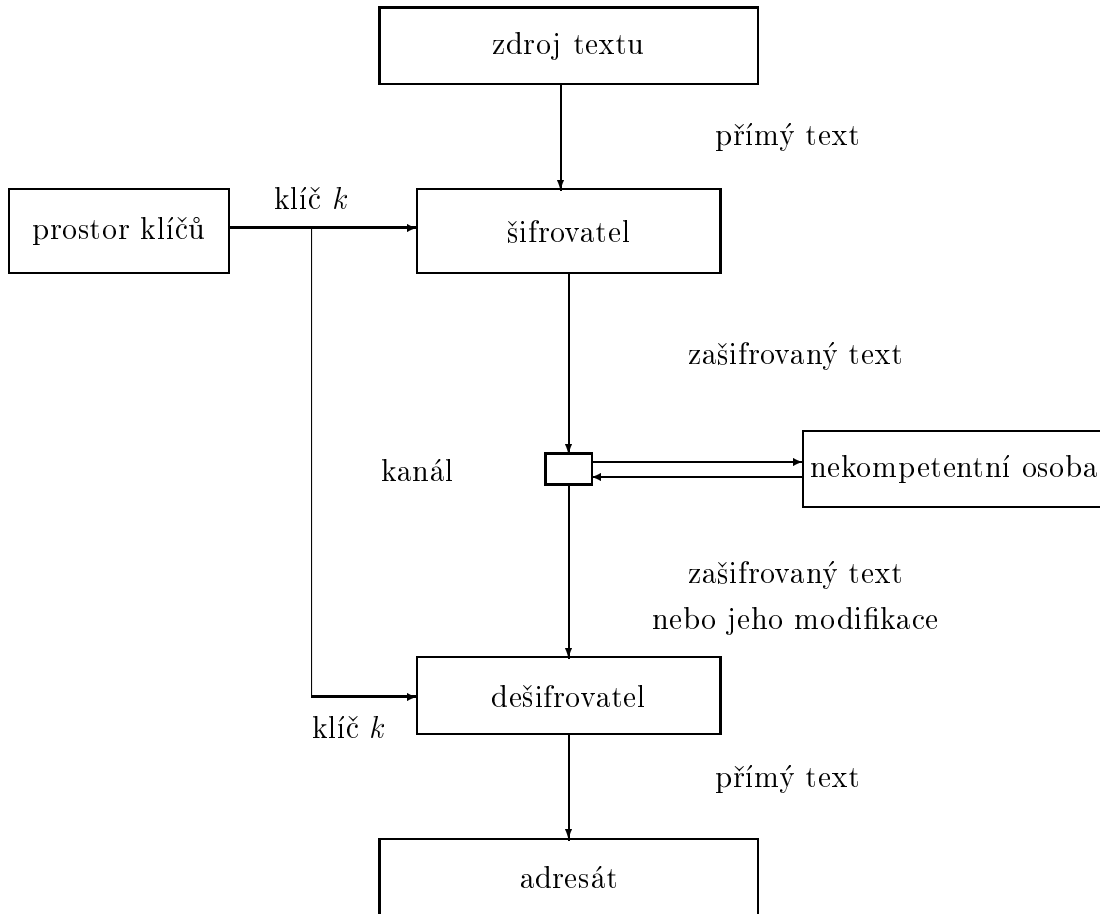 zdroj textu
přímý text
klíč k
prostor klíčů
šifrovatel
zašifrovaný text
kanál
nekompetentní osoba
zašifrovaný text
nebo jeho modifikace
dešifrovatel
klíč k
přímý text
adresát